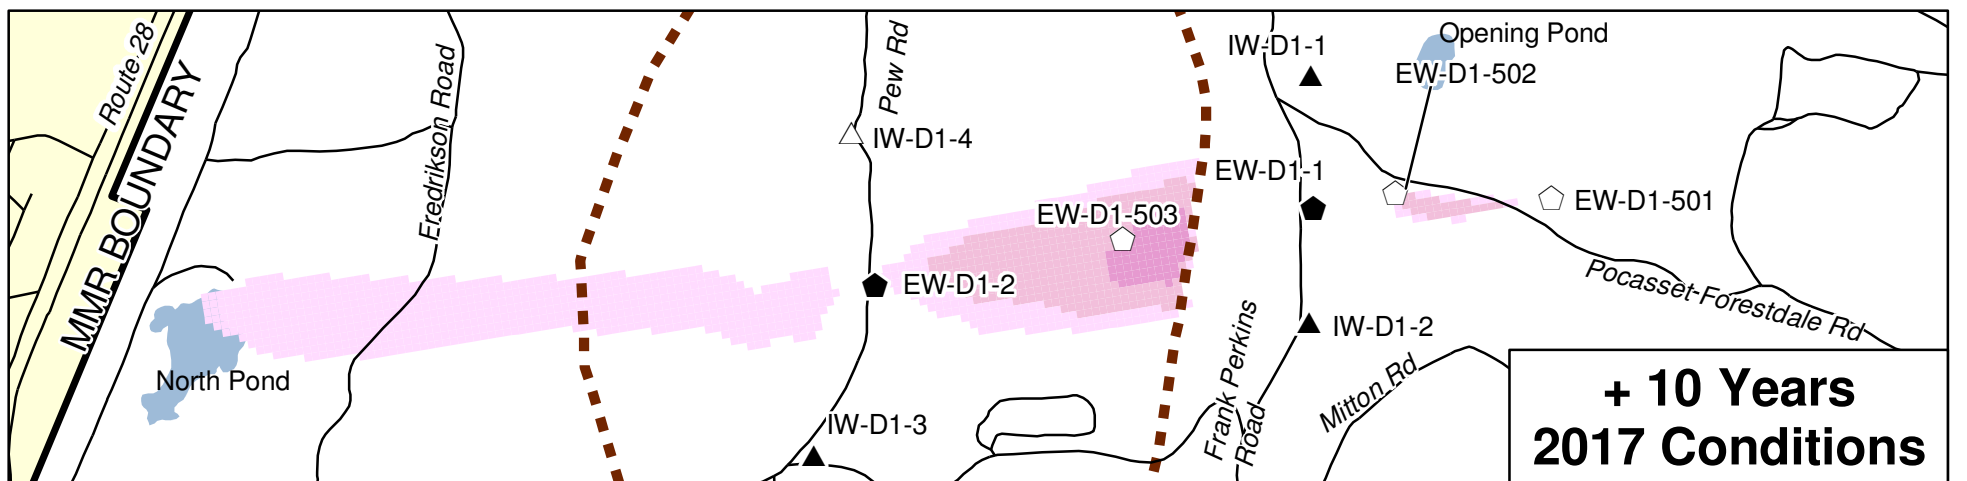 Route 28
MMR BOUNDARY
Fredrikson Road
Pew Rd
IW-D1-4
IW-D1-1
Opening Pond
EW-D1-502
EW-D1-1
EW-D1-501
EW-D1-503
EW-D1-2
Pocasset-Forestdale Rd
IW-D1-2
North Pond
IW-D1-3
Frank Perkins
Road
Mitton Rd
+ 10 Years
2017 Conditions